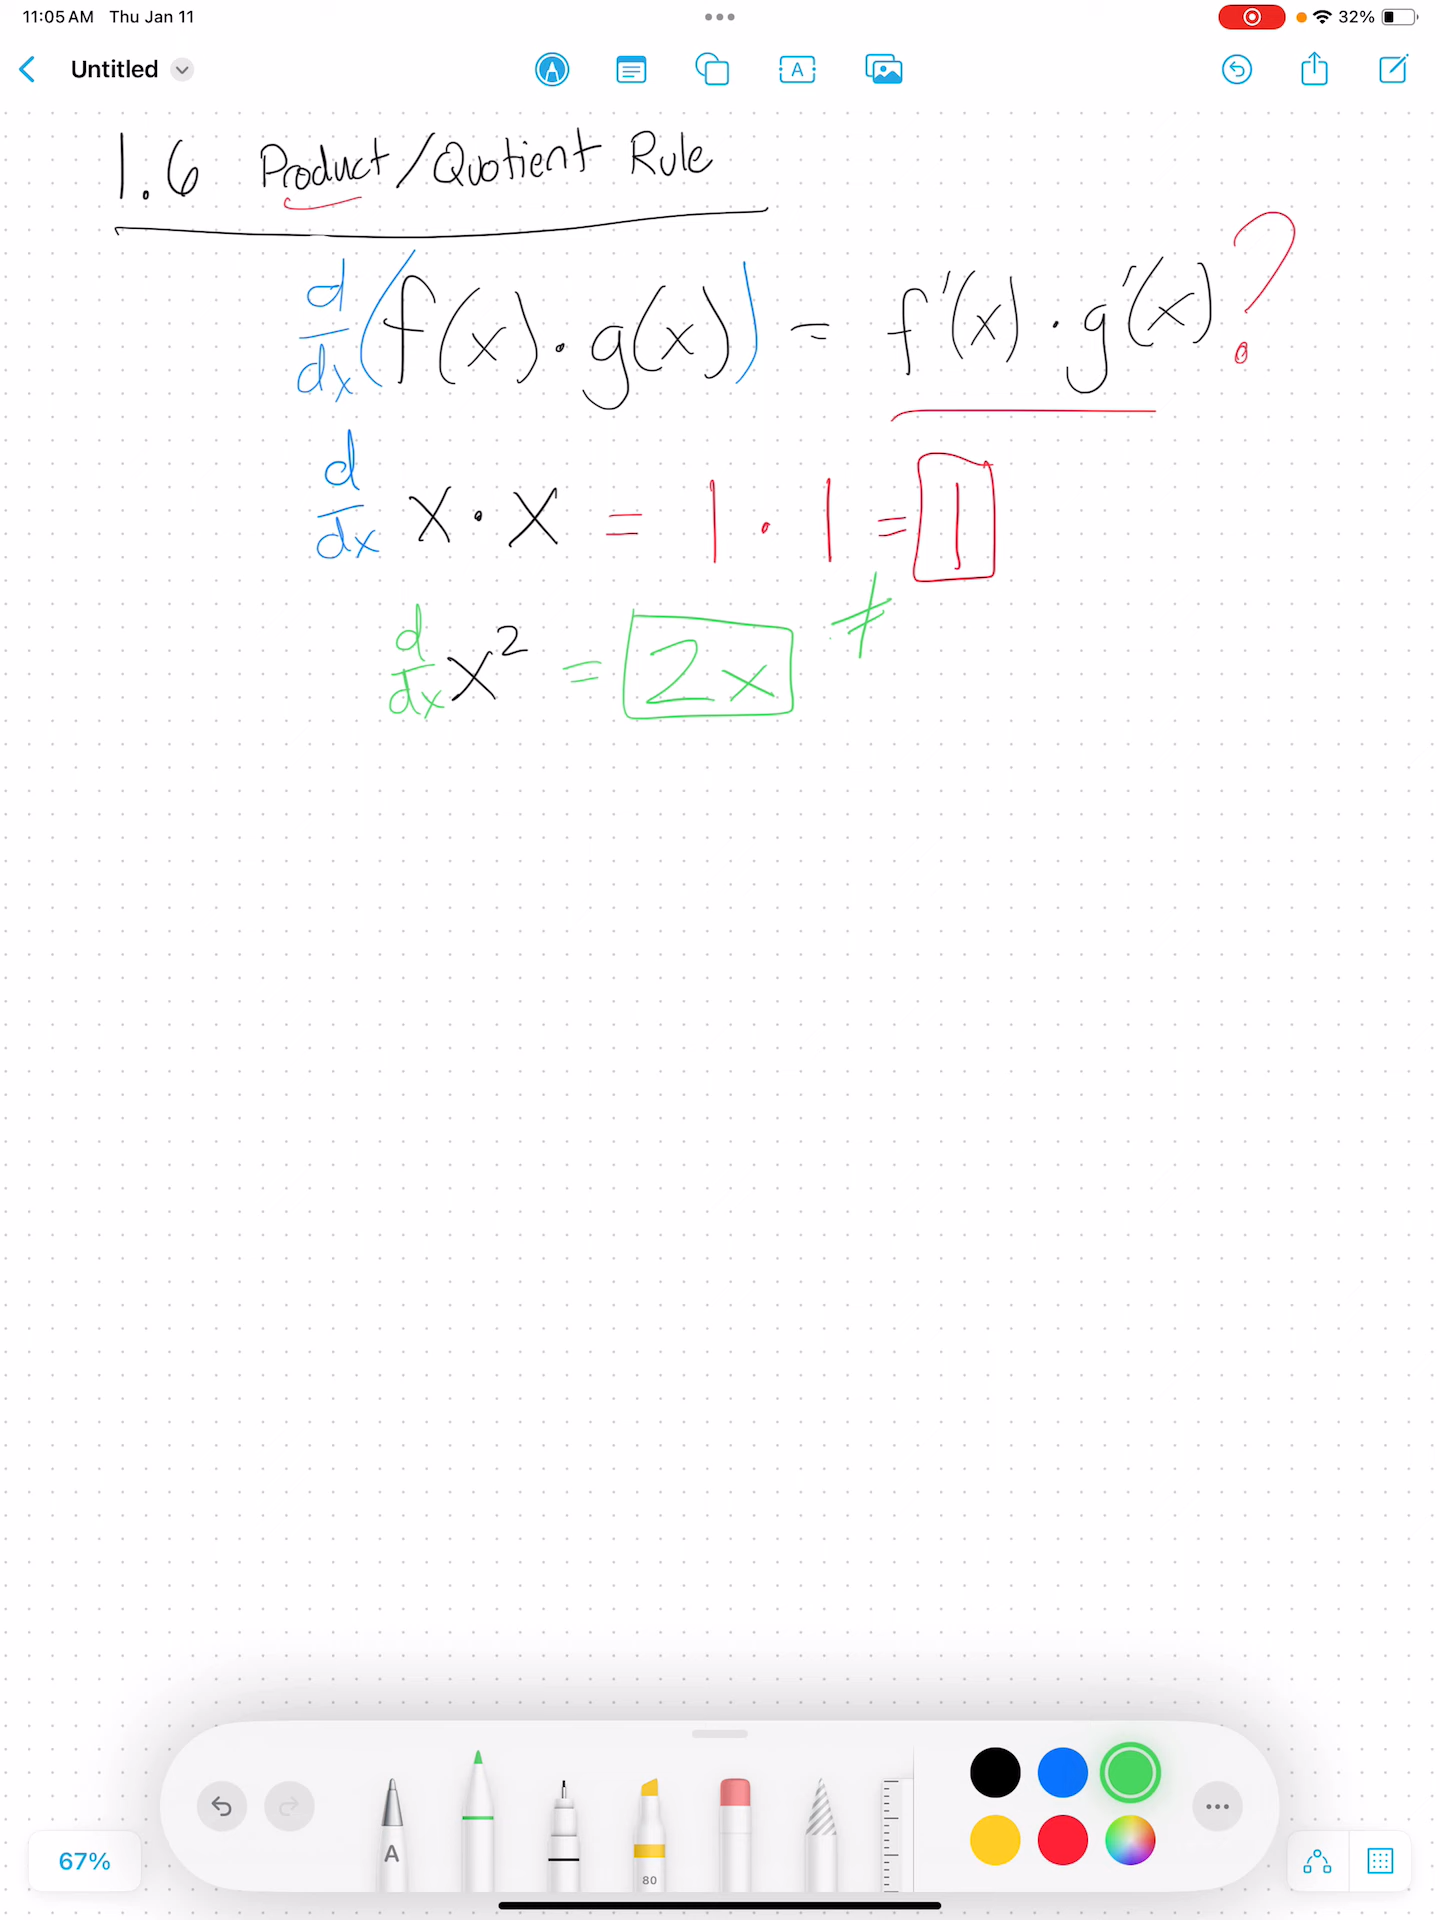 11:05 AM Thu Jan 11 32%
Untitled
1.6 Product/Quotient Rule
d/dx (f(x)·g(x)) = f'(x)·g'(x)?
d/dx x·x = 1·1 = 1
≠
d/dx x² = 2x
A
80
67%